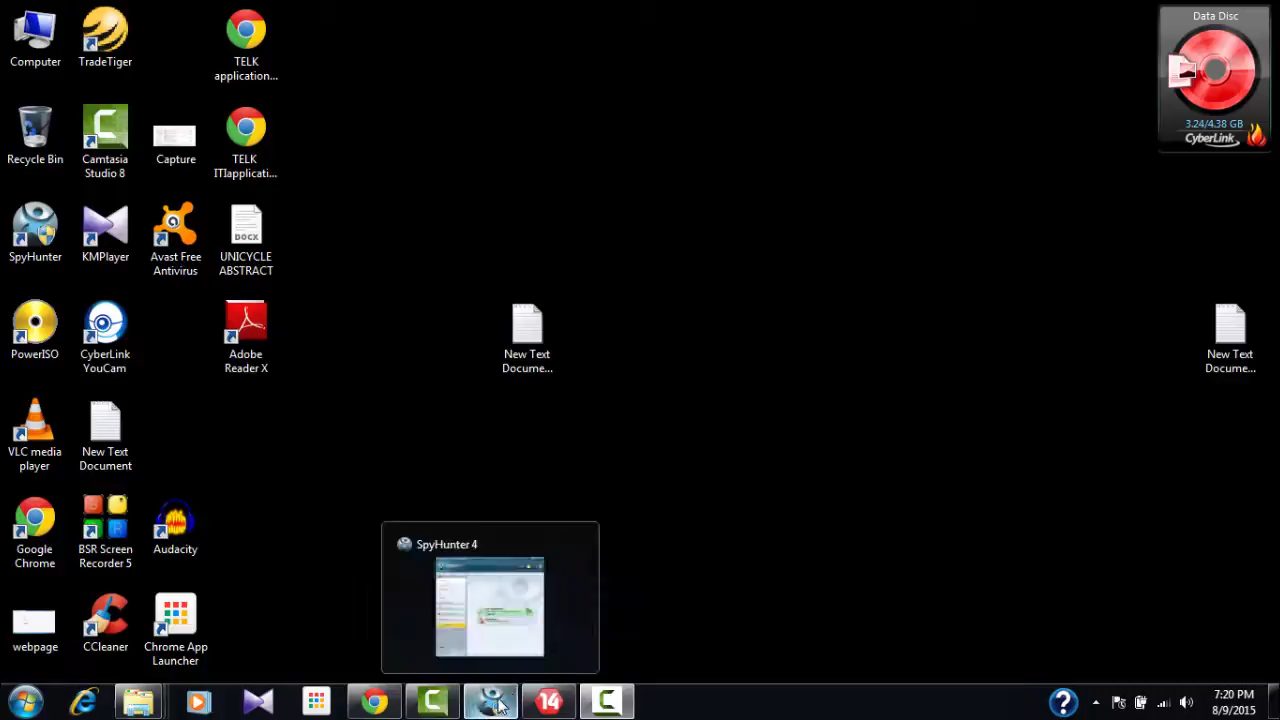 Computer
TradeTiger
TELK
application...
Data Disc
3.24/4.38 GB
CyberLink
Recycle Bin
Camtasia
Studio 8
Capture
TELK
ITIapplicati...
SpyHunter
KMPlayer
Avast Free
Antivirus
DOCX
UNICYCLE
ABSTRACT
PowerISO
CyberLink
YouCam
Adobe
Reader X
New Text
Docume...
New Text
Docume...
VLC media
player
New Text
Document
Google
Chrome
BSR Screen
Recorder 5
Audacity
SpyHunter 4
webpage
CCleaner
Chrome App
Launcher
14
7:20 PM
8/9/2015